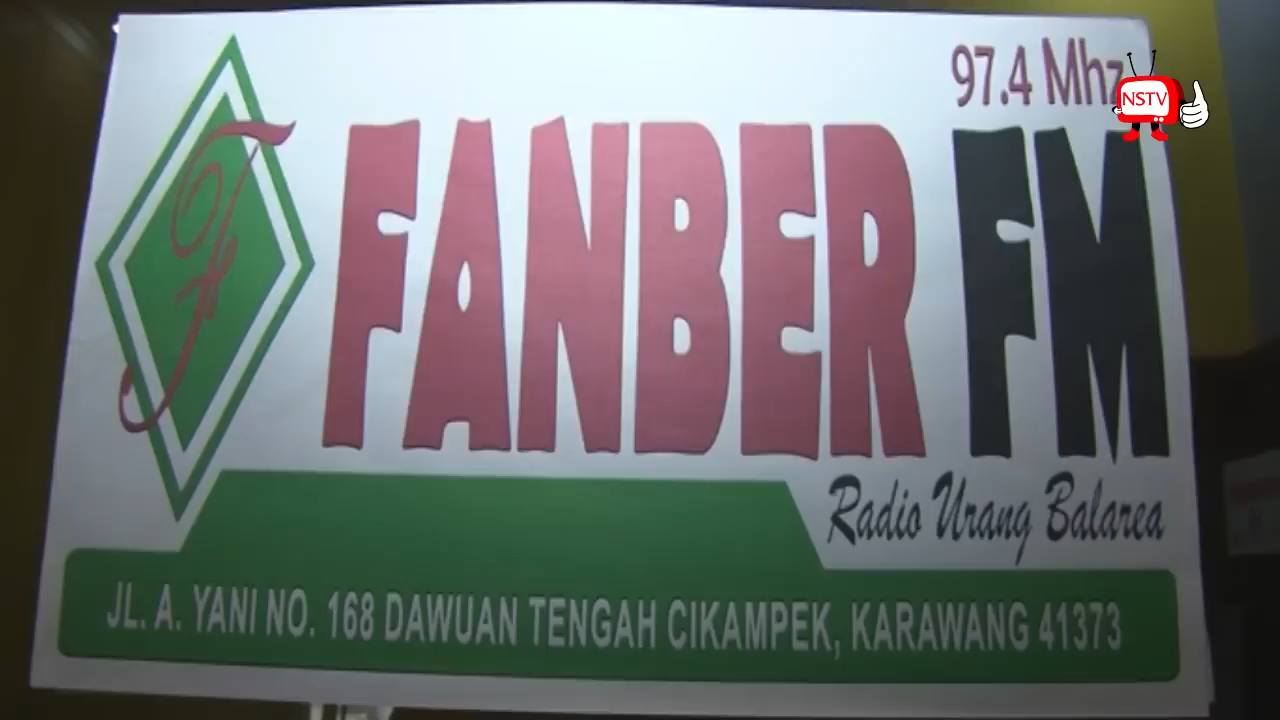 97.4 Mhz
NSTV
F
FANBER FM
Radio Urang Balarea
JL. A. YANI NO. 168 DAWUAN TENGAH CIKAMPEK, KARAWANG 41373